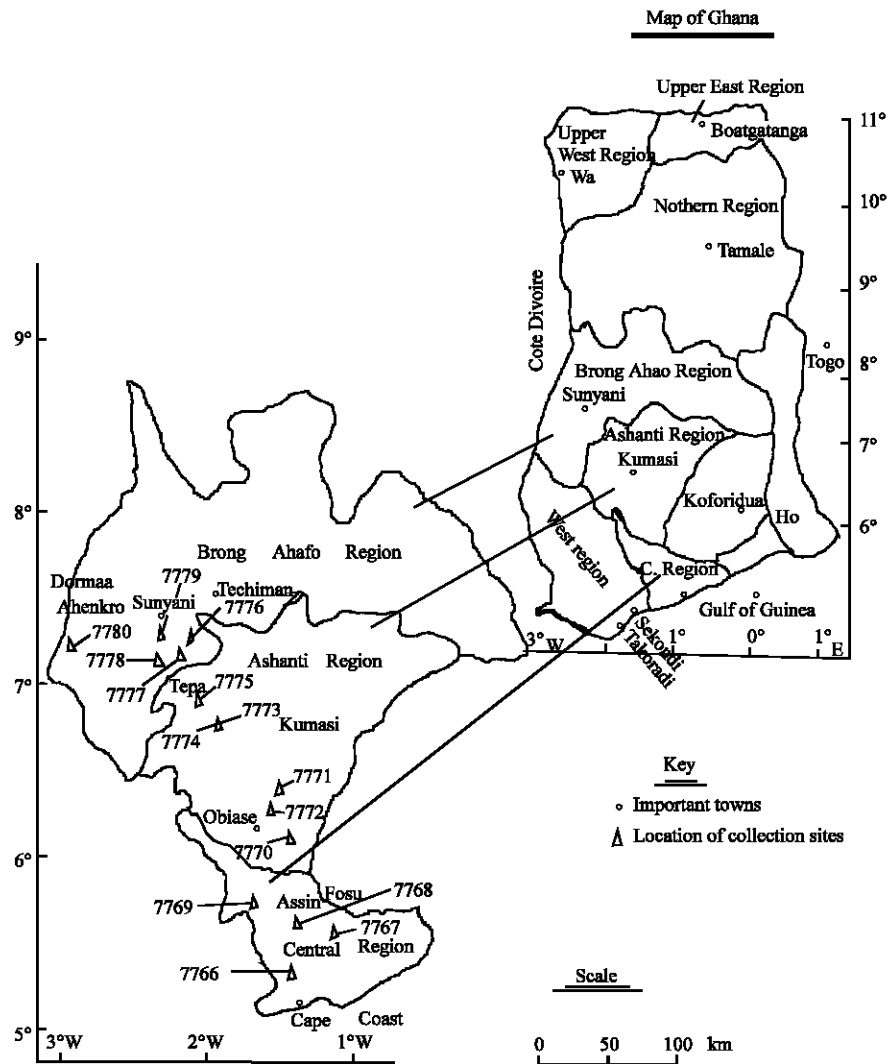 Map of Ghana
Upper East Region
Boatgatanga
Upper
West Region
Wa
Nothern Region
Tamale
Cote Divoire
Togo
Brong Ahao Region
Sunyani
Ashanti Region
Kumasi
Koforidua
Ho
West region
C. Region
Gulf of Guinea
Sekondi
Takoradi
11°
10°
9°
8°
7°
6°
3° W
1°
0°
1°
E
9°
8°
7°
6°
5°
3°W
2°W
1°W
Brong Ahafo Region
Dormaa
Ahenkro
7779
Sunyani
Techiman
7776
7780
7778
7777
Ashanti Region
Tepa
7775
7773
7774
Kumasi
7771
7772
Obiase
7770
7769
Assin Fosu
7768
7767
Central Region
7766
Cape Coast
Key
Important towns
Location of collection sites
Scale
0 50 100 km